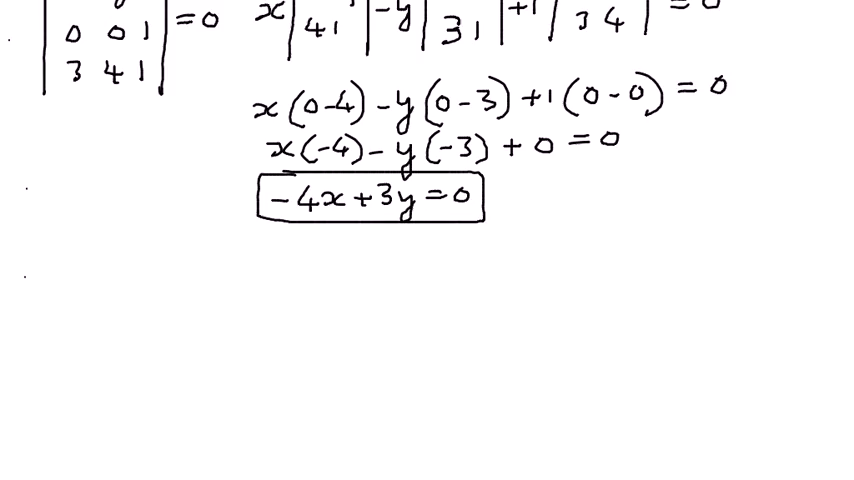 0 0 1 = 0 x| 4 1 | - y | 3 1 | + 1 | 3 4 | = 0
3 4 1
x(0-4) - y(0-3) + 1(0-0) = 0
x(-4) - y(-3) + 0 = 0
-4x + 3y = 0